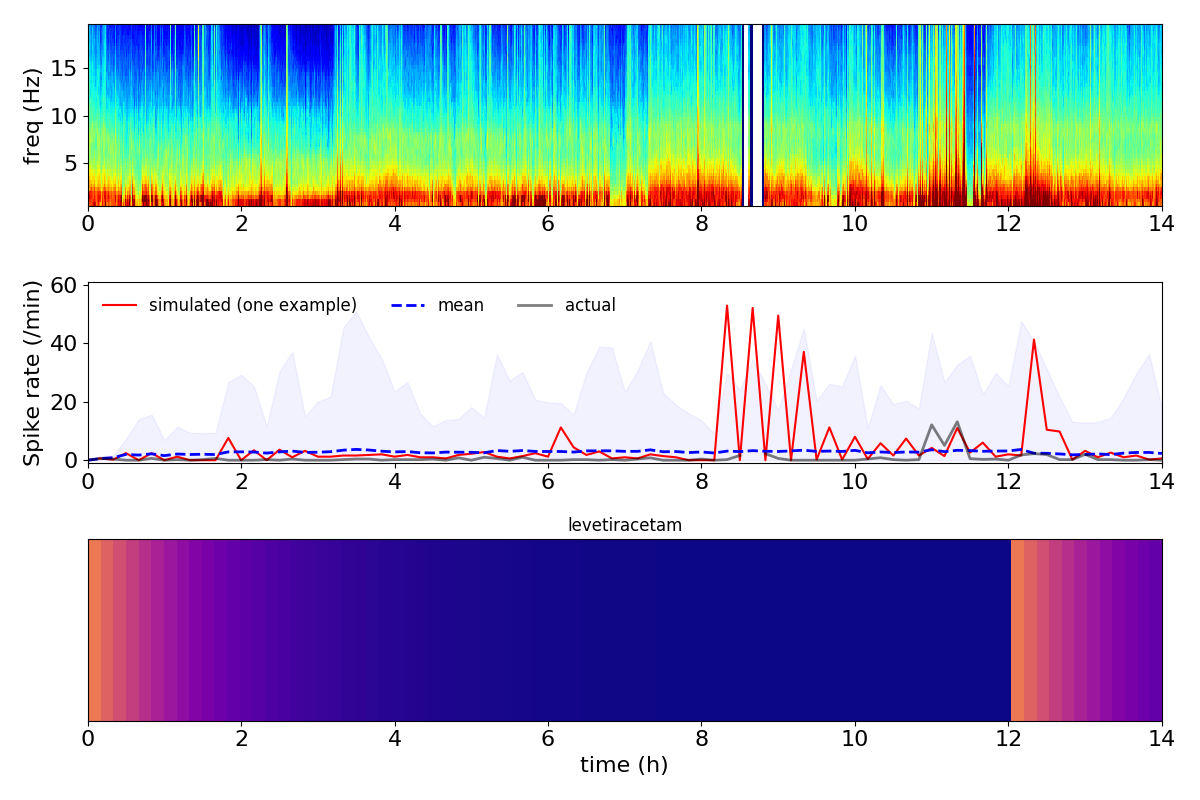 15
10
5
freq (Hz)
0 2 4 6 8 10 12 14
60
40
20
0
Spike rate (/min)
simulated (one example) mean actual
0 2 4 6 8 10 12 14
levetiracetam
0 2 4 6 8 10 12 14
time (h)